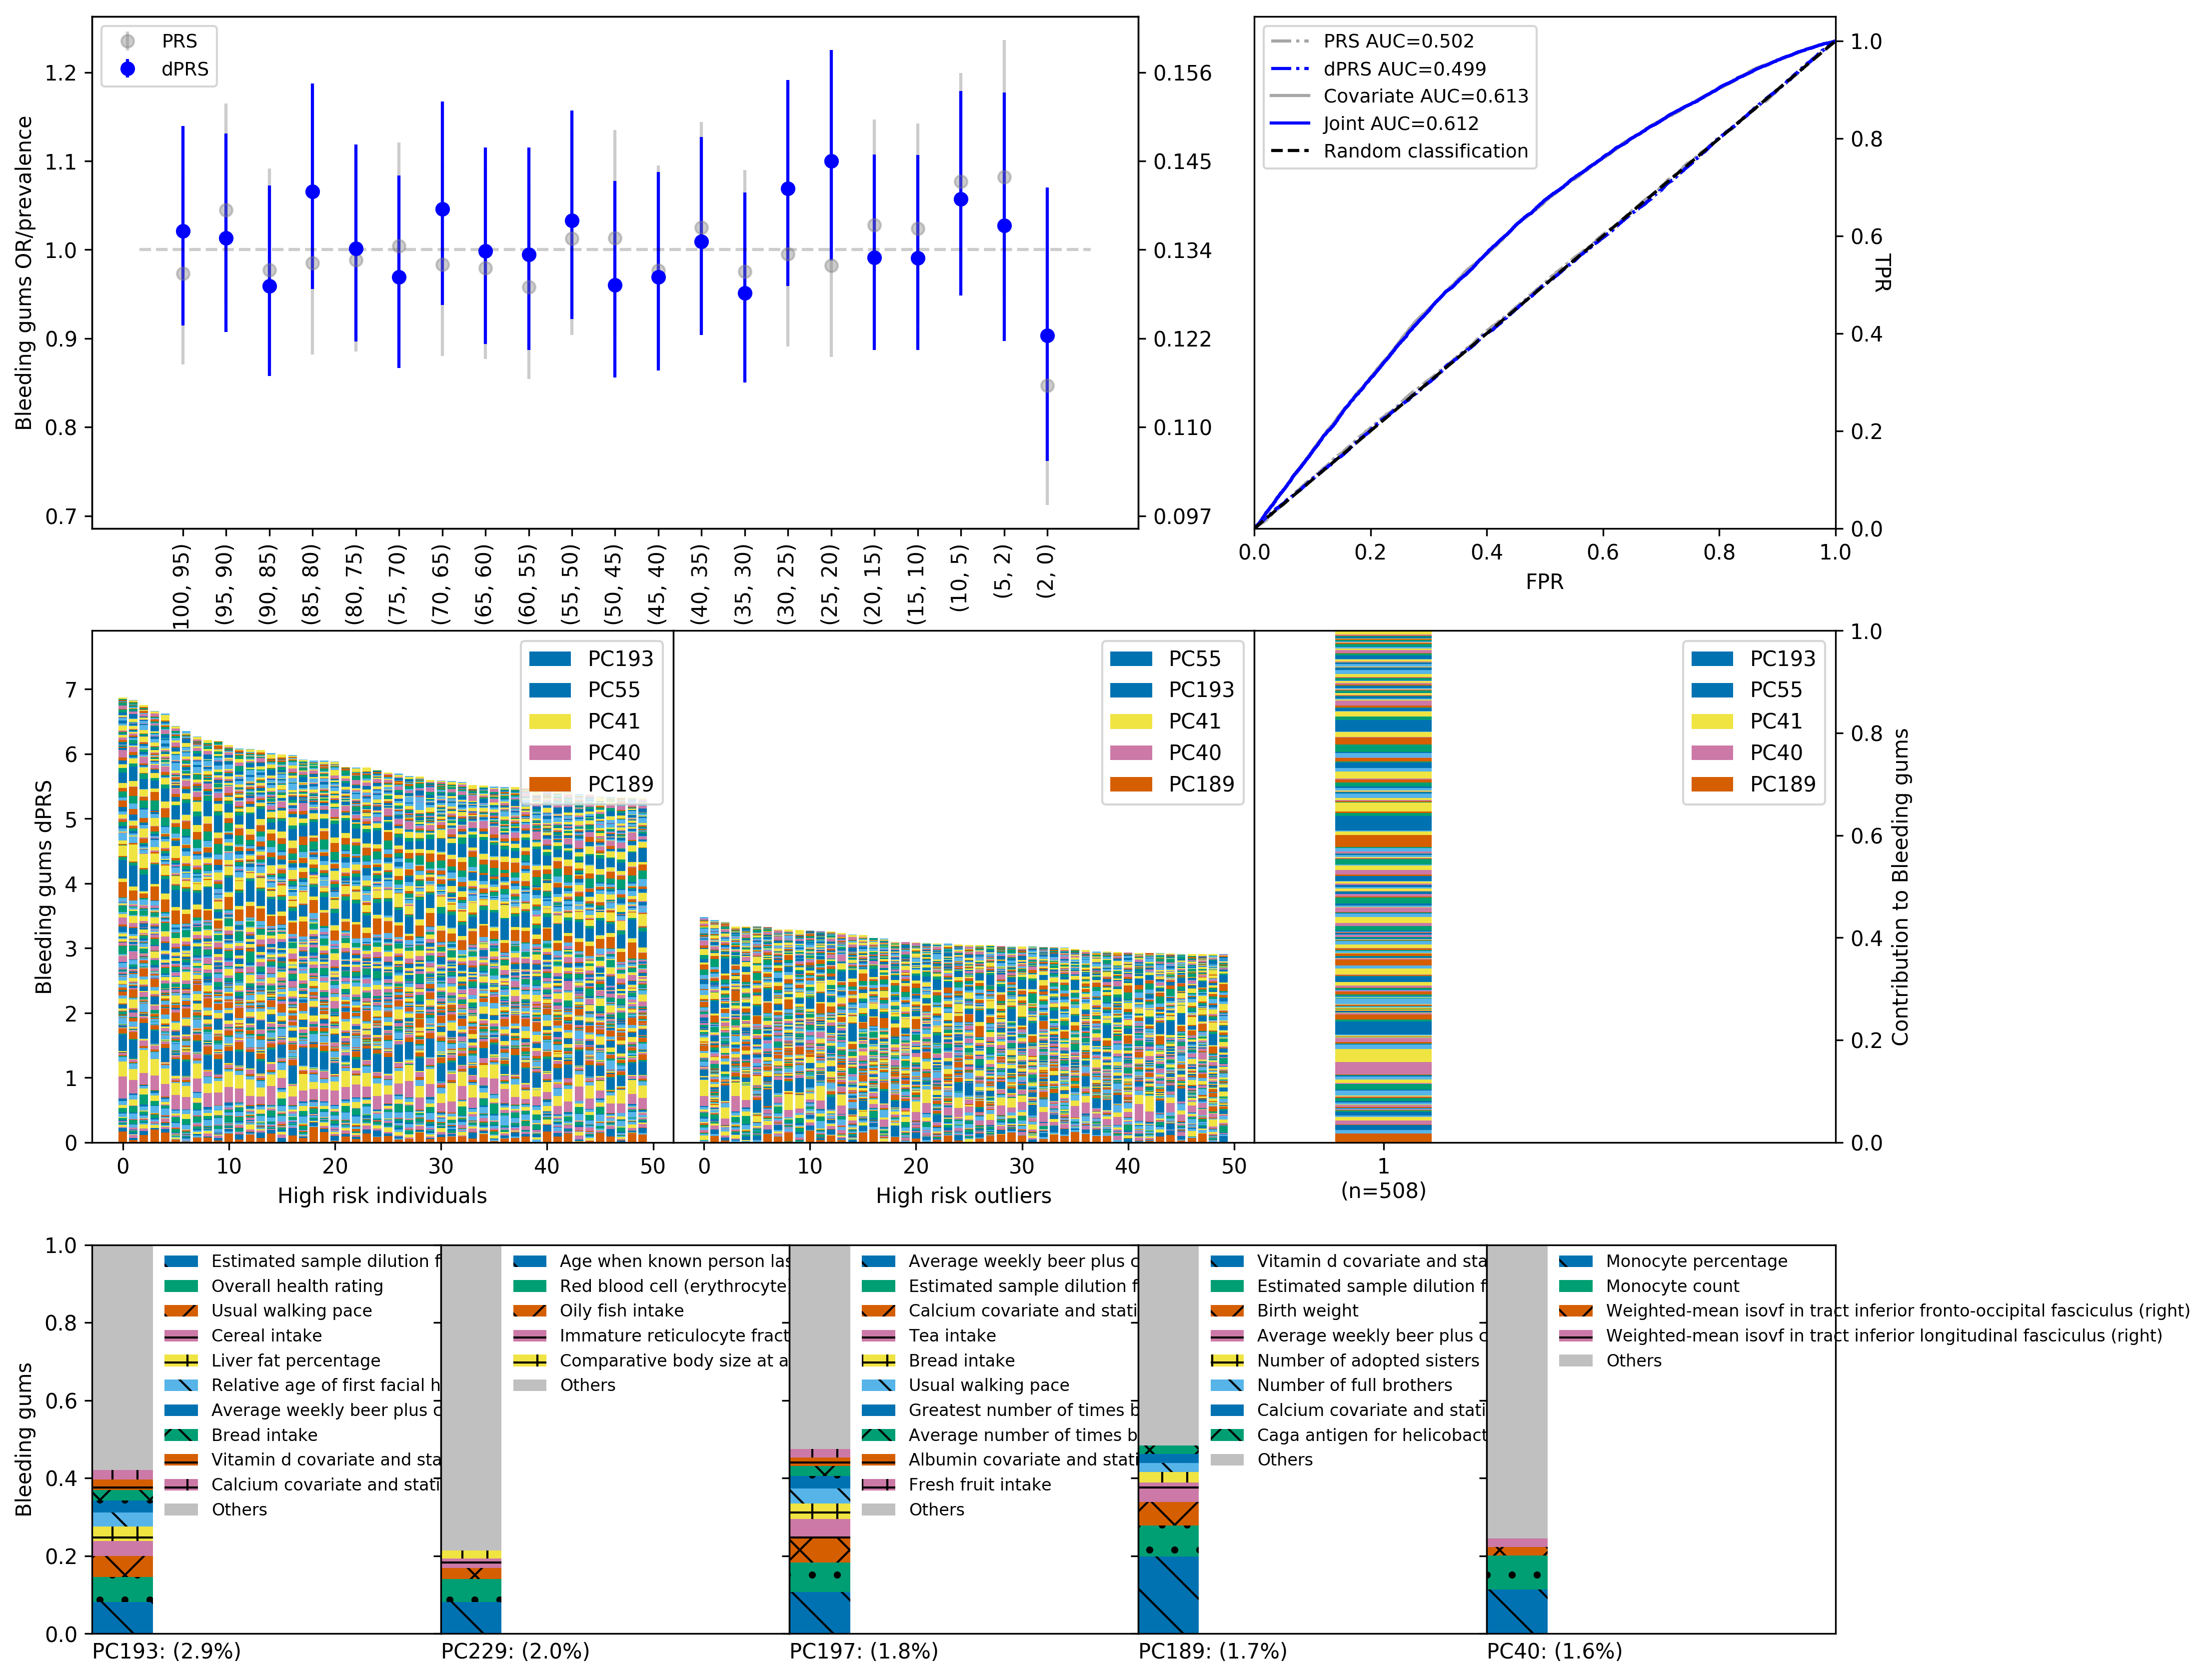 PRS
dPRS
Bleeding gums OR/prevalence
1.2
1.1
1.0
0.9
0.8
0.7
0.156
0.145
0.134
0.122
0.110
0.097
100, 95)
(95, 90)
(90, 85)
(85, 80)
(80, 75)
(75, 70)
(70, 65)
(65, 60)
(60, 55)
(55, 50)
(50, 45)
(45, 40)
(40, 35)
(35, 30)
(30, 25)
(25, 20)
(20, 15)
(15, 10)
(10, 5)
(5, 2)
(2, 0)
PRS AUC=0.502
dPRS AUC=0.499
Covariate AUC=0.613
Joint AUC=0.612
Random classification
1.0
0.8
0.6
0.4
0.2
0.0
TPR
0.0 0.2 0.4 0.6 0.8 1.0
FPR
Bleeding gums dPRS
7
6
5
4
3
2
1
0
PC193
PC55
PC41
PC40
PC189
0 10 20 30 40 50
High risk individuals
PC55
PC193
PC41
PC40
PC189
0 10 20 30 40 50
High risk outliers
PC193
PC55
PC41
PC40
PC189
1
(n=508)
1.0
0.8
0.6
0.4
0.2
0.0
Contribution to Bleeding gums
Bleeding gums
1.0
0.8
0.6
0.4
0.2
0.0
Estimated sample dilution f
Overall health rating
Usual walking pace
Cereal intake
Liver fat percentage
Relative age of first facial h
Average weekly beer plus c
Bread intake
Vitamin d covariate and sta
Calcium covariate and stati
Others
PC193: (2.9%)
Age when known person las
Red blood cell (erythrocyte
Oily fish intake
Immature reticulocyte fract
Comparative body size at a
Others
PC229: (2.0%)
Average weekly beer plus c
Estimated sample dilution f
Calcium covariate and stati
Tea intake
Bread intake
Usual walking pace
Greatest number of times b
Average number of times b
Albumin covariate and stati
Fresh fruit intake
Others
PC197: (1.8%)
Vitamin d covariate and sta
Estimated sample dilution f
Birth weight
Average weekly beer plus c
Number of adopted sisters
Number of full brothers
Calcium covariate and stati
Caga antigen for helicobact
Others
PC189: (1.7%)
Monocyte percentage
Monocyte count
Weighted-mean isovf in tract inferior fronto-occipital fasciculus (right)
Weighted-mean isovf in tract inferior longitudinal fasciculus (right)
Others
PC40: (1.6%)